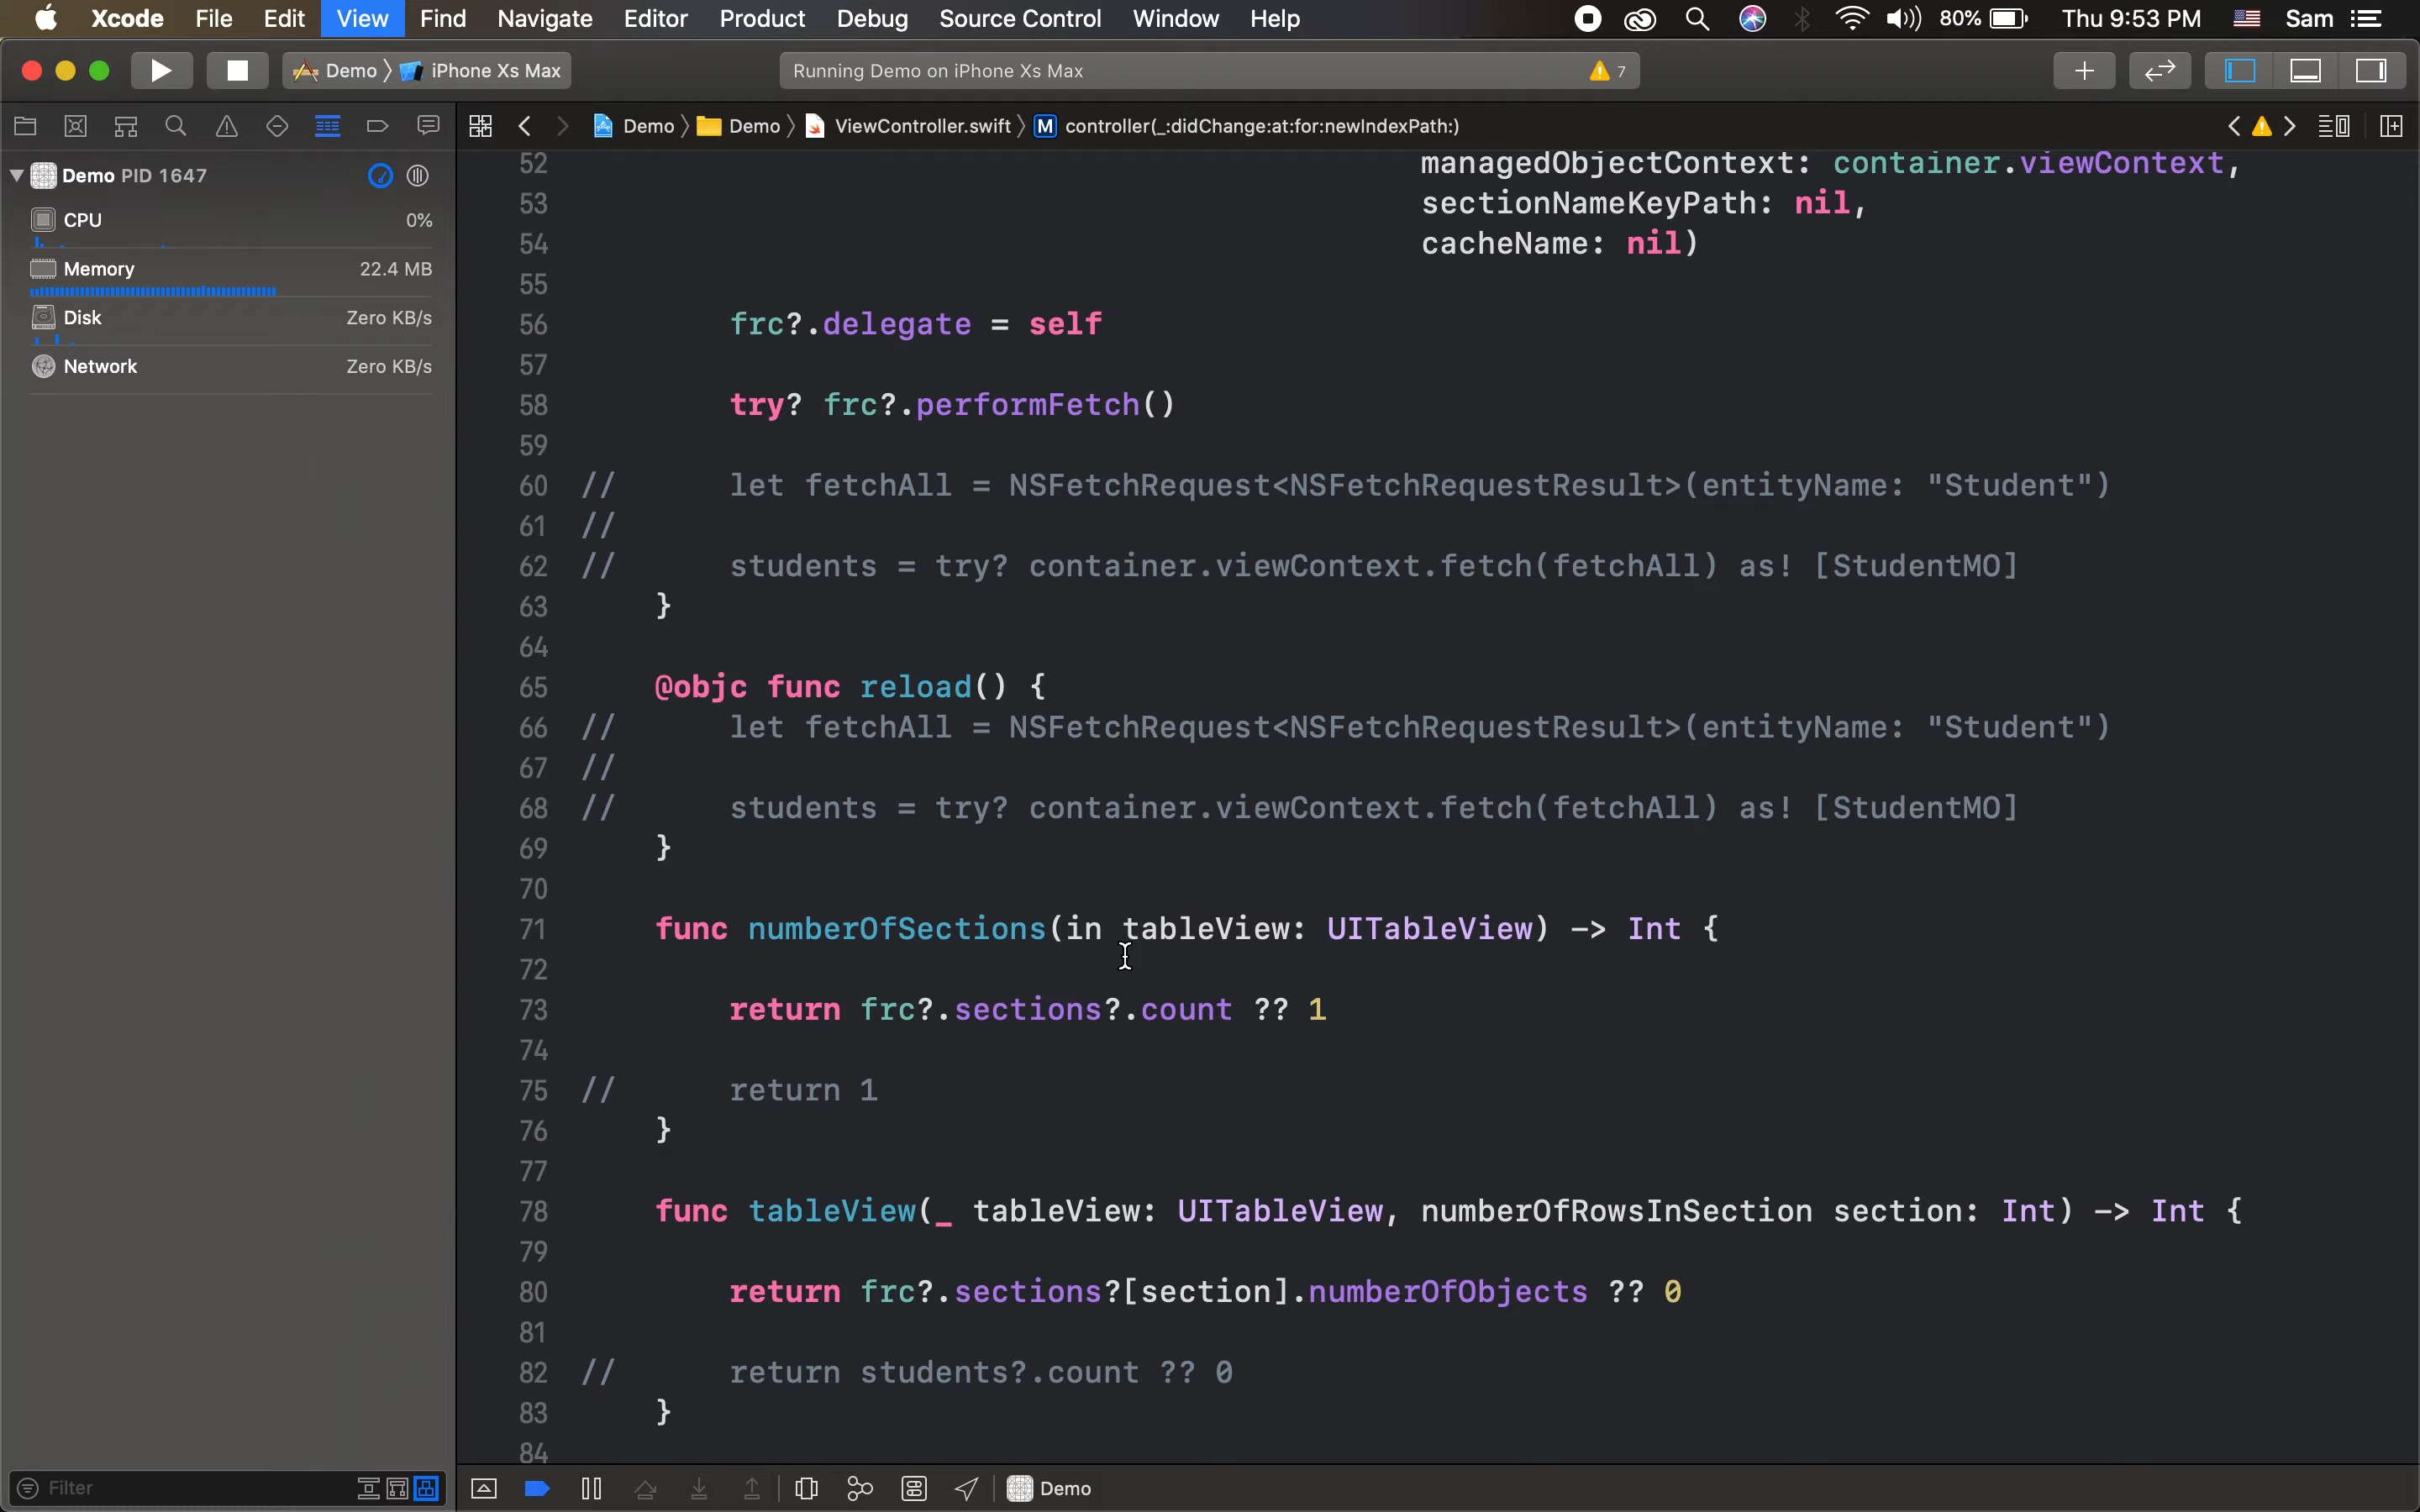 Xcode File Edit View Find Navigate Editor Product Debug Source Control Window Help 80% Thu 9:53 PM Sam
Demo iPhone Xs Max Running Demo on iPhone Xs Max 7
Demo Demo ViewController.swift M controller(_:didChange:at:for:newIndexPath:)
Demo PID 1647
CPU 0%
Memory 22.4 MB
Disk Zero KB/s
Network Zero KB/s
Filter
52 managedObjectContext: container.viewContext,
53 sectionNameKeyPath: nil,
54 cacheName: nil)
55
56 frc?.delegate = self
57
58 try? frc?.performFetch()
59
60 // let fetchAll = NSFetchRequest<NSFetchRequestResult>(entityName: "Student")
61 //
62 // students = try? container.viewContext.fetch(fetchAll) as! [StudentMO]
63 }
64
65 @objc func reload() {
66 // let fetchAll = NSFetchRequest<NSFetchRequestResult>(entityName: "Student")
67 //
68 // students = try? container.viewContext.fetch(fetchAll) as! [StudentMO]
69 }
70
71 func numberOfSections(in tableView: UITableView) -> Int {
72
73 return frc?.sections?.count ?? 1
74
75 // return 1
76 }
77
78 func tableView(_ tableView: UITableView, numberOfRowsInSection section: Int) -> Int {
79
80 return frc?.sections?[section].numberOfObjects ?? 0
81
82 // return students?.count ?? 0
83 }
84
Demo